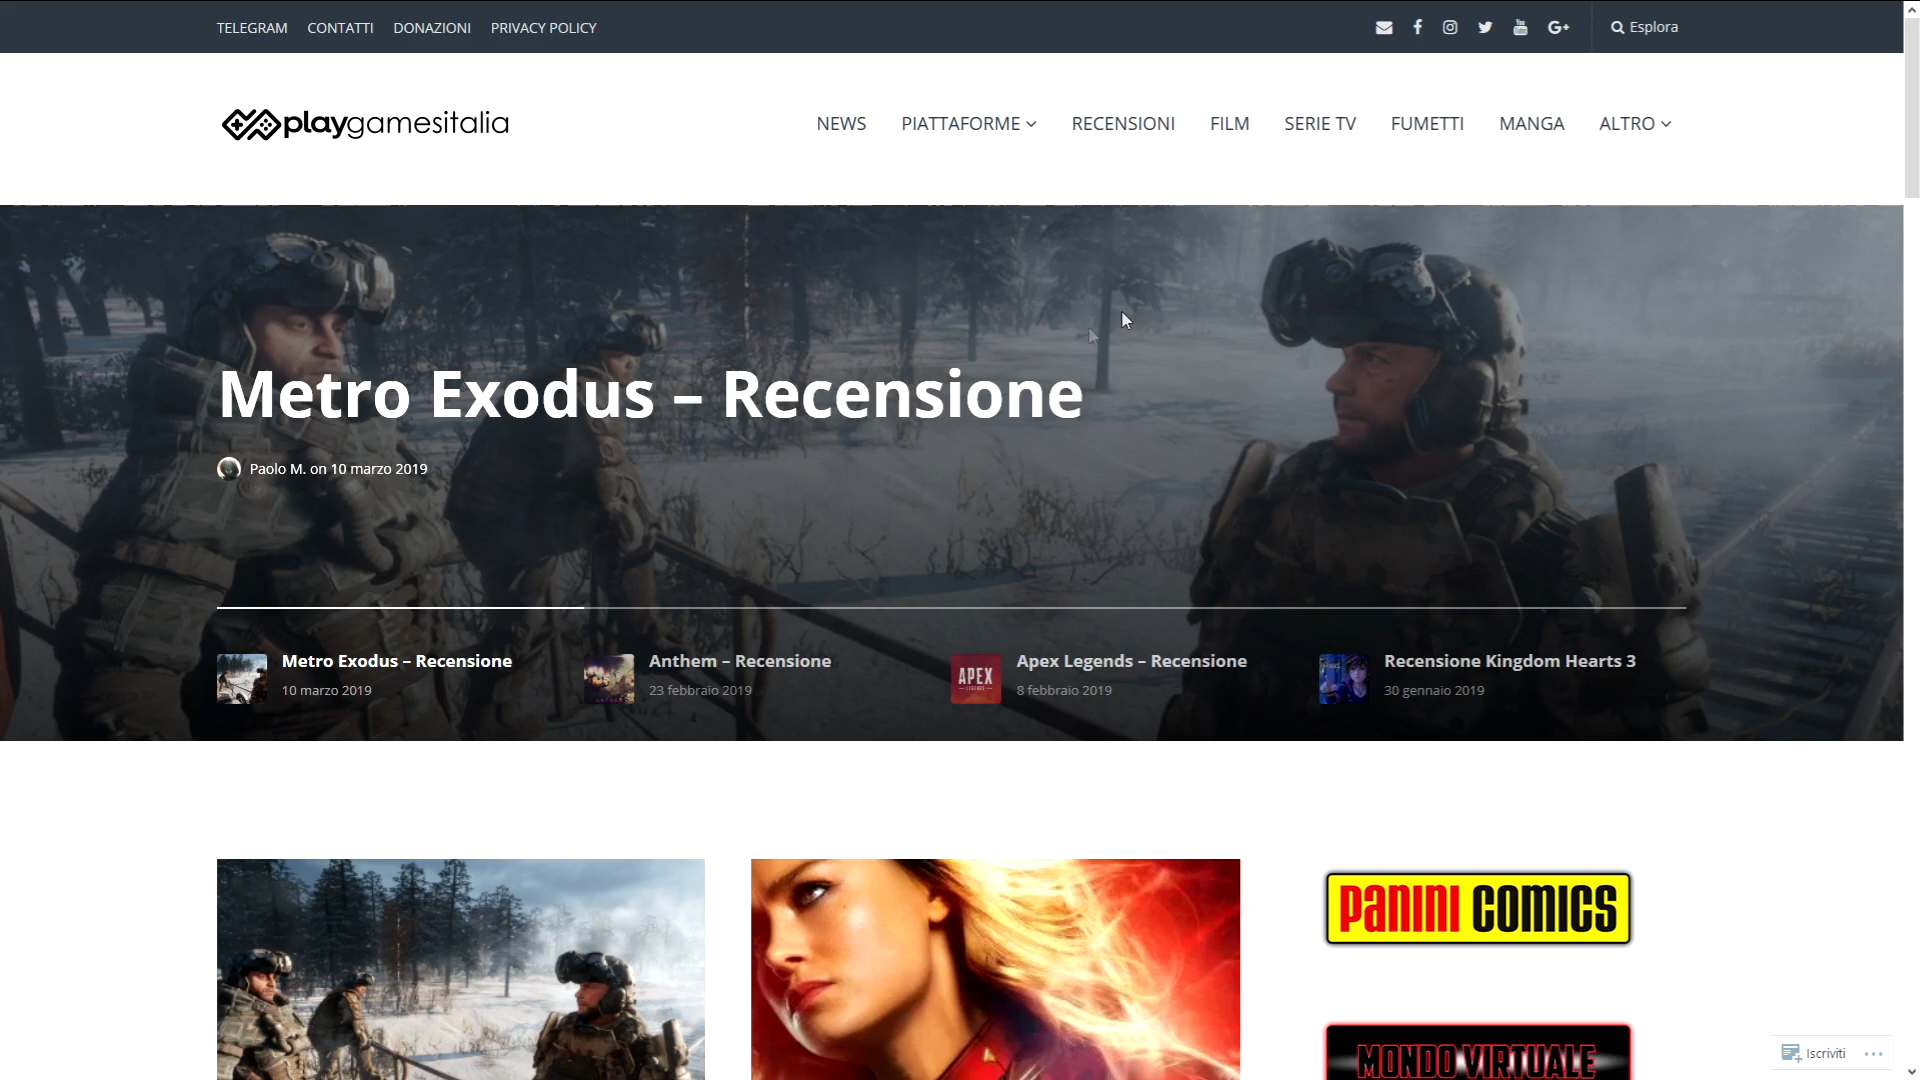 TELEGRAM CONTATTI DONAZIONI PRIVACY POLICY
Esplora
playgamesitalia
NEWS PIATTAFORME RECENSIONI FILM SERIE TV FUMETTI MANGA ALTRO
Metro Exodus – Recensione
Paolo M. on 10 marzo 2019
Metro Exodus – Recensione
10 marzo 2019
Anthem – Recensione
23 febbraio 2019
APEX
LEGENDS
Apex Legends – Recensione
8 febbraio 2019
Recensione Kingdom Hearts 3
30 gennaio 2019
PANINI COMICS
MONDO VIRTUALE
Iscriviti